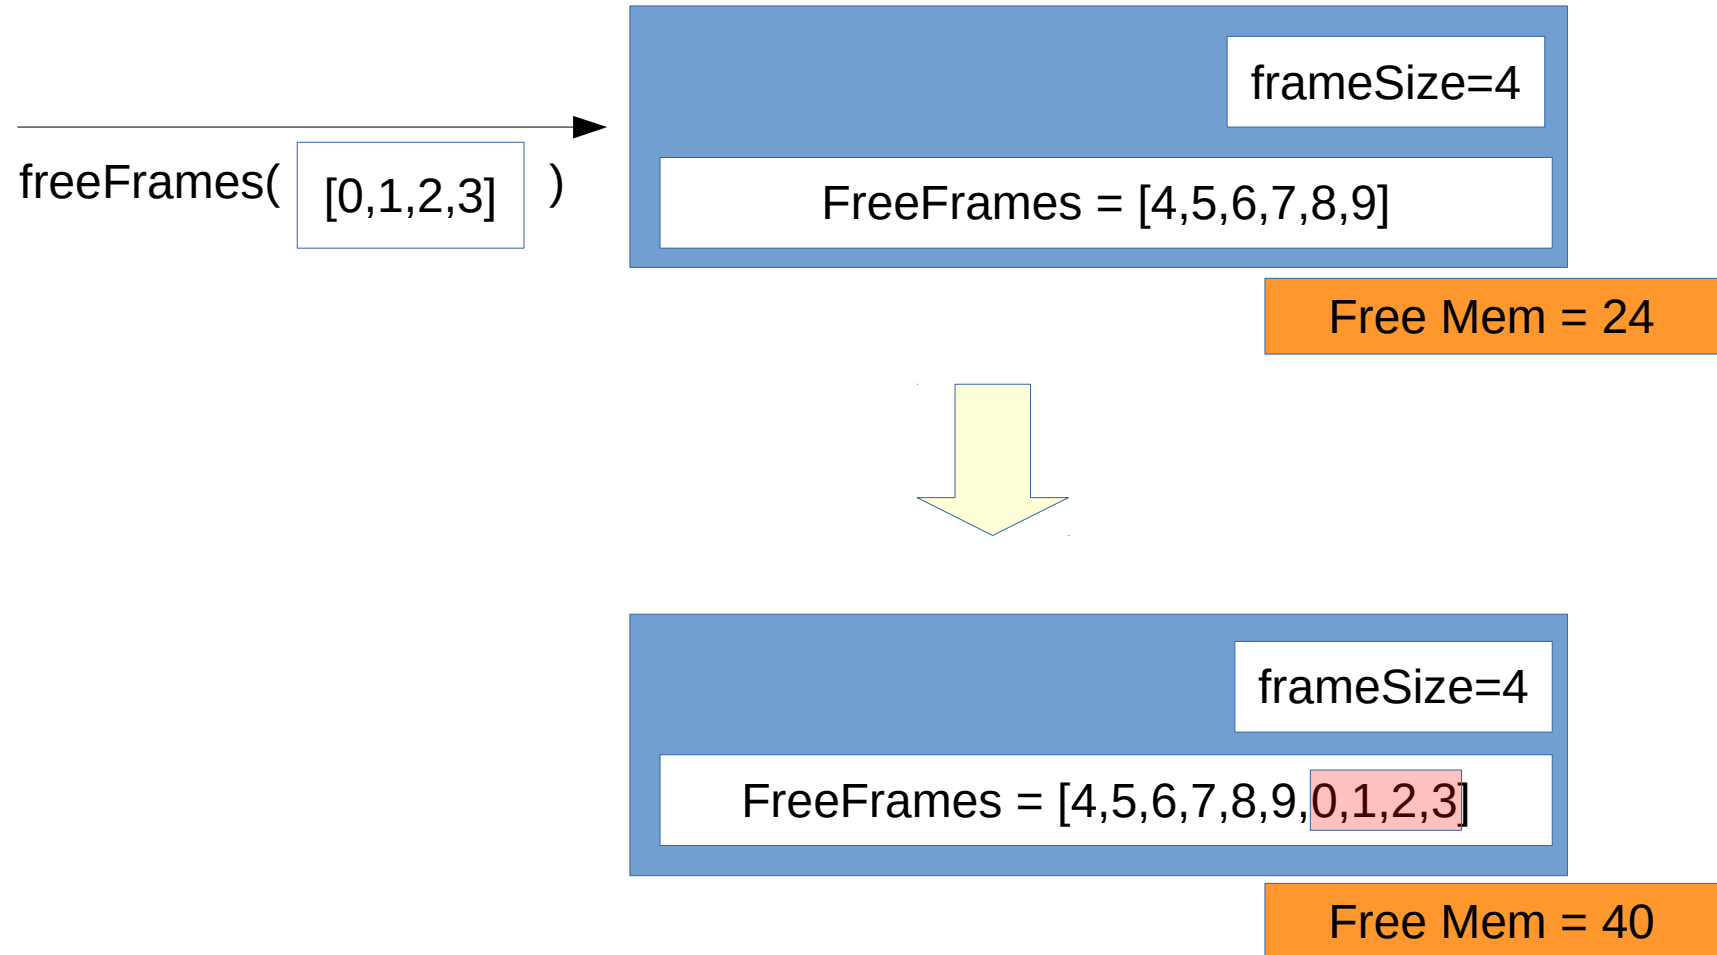 frameSize=4
freeFrames( [0,1,2,3] )
FreeFrames = [4,5,6,7,8,9]
Free Mem = 24
frameSize=4
FreeFrames = [4,5,6,7,8,9,0,1,2,3]
Free Mem = 40